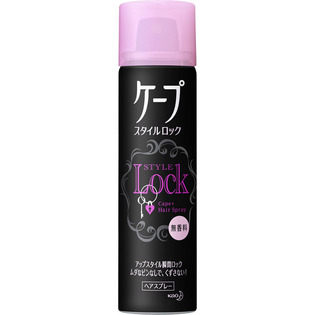 ケープ
スタイルロック
STYLE
Lock
Cape+
Hair Spray
無香料
アップスタイル瞬間ロック
ムダなピンなしで、くずさない!
ヘアスプレー
Kao